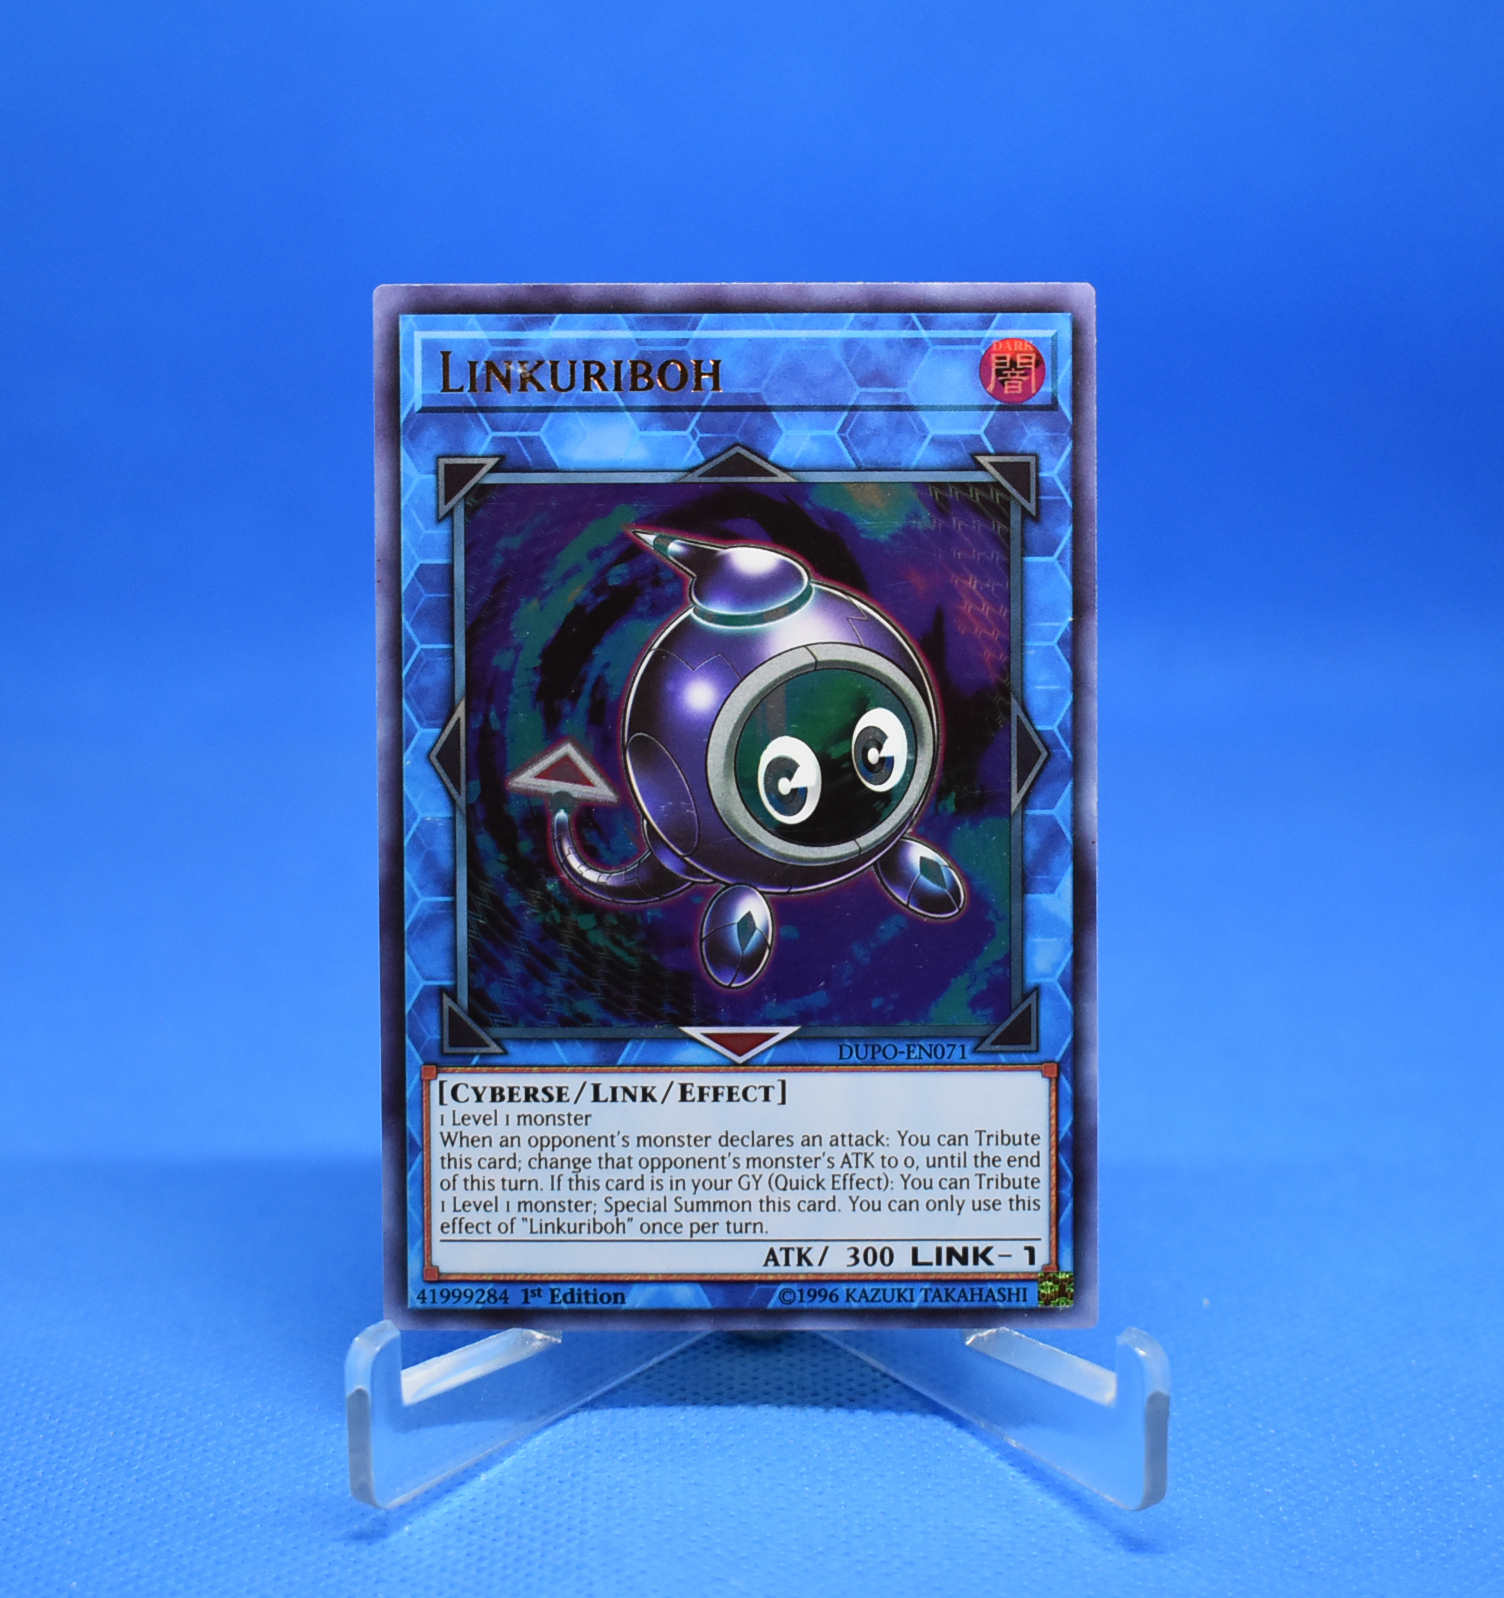 LINKURIBOH
DARK
闇
DUPO-EN071
[CYBERSE/LINK/EFFECT]
1 Level 1 monster
When an opponent's monster declares an attack: You can Tribute
this card; change that opponent's monster's ATK to 0, until the end
of this turn. If this card is in your GY (Quick Effect): You can Tribute
1 Level 1 monster; Special Summon this card. You can only use this
effect of "Linkuriboh" once per turn.
ATK/ 300 LINK-1
41999284 1st Edition ©1996 KAZUKI TAKAHASHI